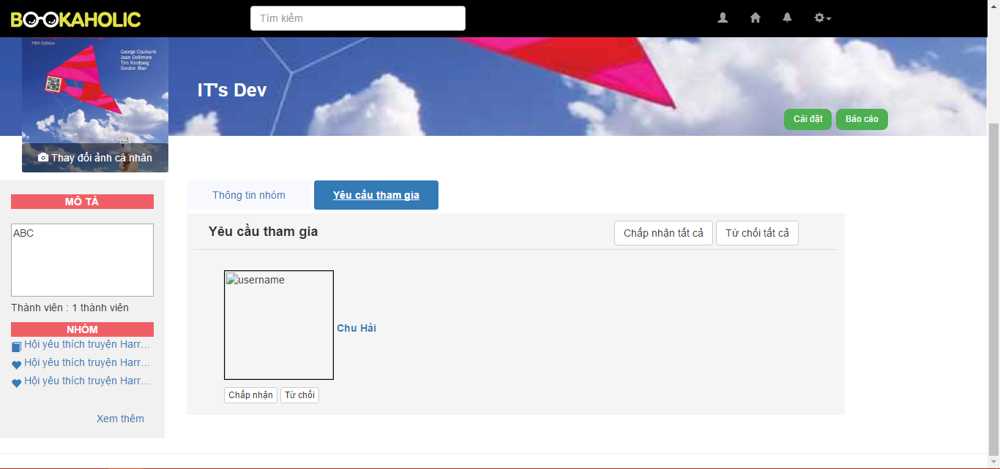 BOOKAHOLIC
Tìm kiếm
Fifth Edition
George Coulouris
Jean Dollimore
Tim Kindberg
Gordon Blair
IT's Dev
Cài đặt
Báo cáo
Thay đổi ảnh cá nhân
MÔ TẢ
ABC
Thành viên : 1 thành viên
NHÓM
Hội yêu thích truyện Harr…
Hội yêu thích truyện Harr…
Hội yêu thích truyện Harr…
Xem thêm
Thông tin nhóm
Yêu cầu tham gia
Yêu cầu tham gia
Chấp nhận tất cả
Từ chối tất cả
username
Chu Hải
Chấp nhận
Từ chối